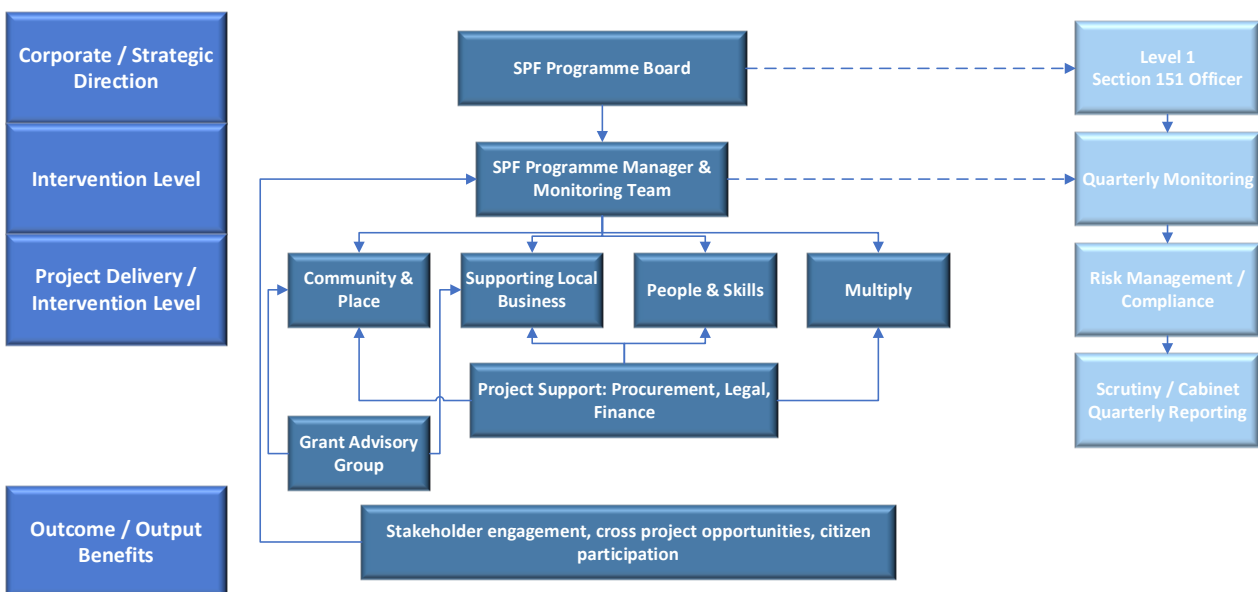 Corporate / Strategic
Direction
SPF Programme Board
Level 1
Section 151 Officer
Intervention Level
SPF Programme Manager &
Monitoring Team
Quarterly Monitoring
Project Delivery /
Intervention Level
Community &
Place
Supporting Local
Business
People & Skills
Multiply
Risk Management /
Compliance
Project Support: Procurement, Legal,
Finance
Scrutiny / Cabinet
Quarterly Reporting
Grant Advisory
Group
Outcome / Output
Benefits
Stakeholder engagement, cross project opportunities, citizen
participation